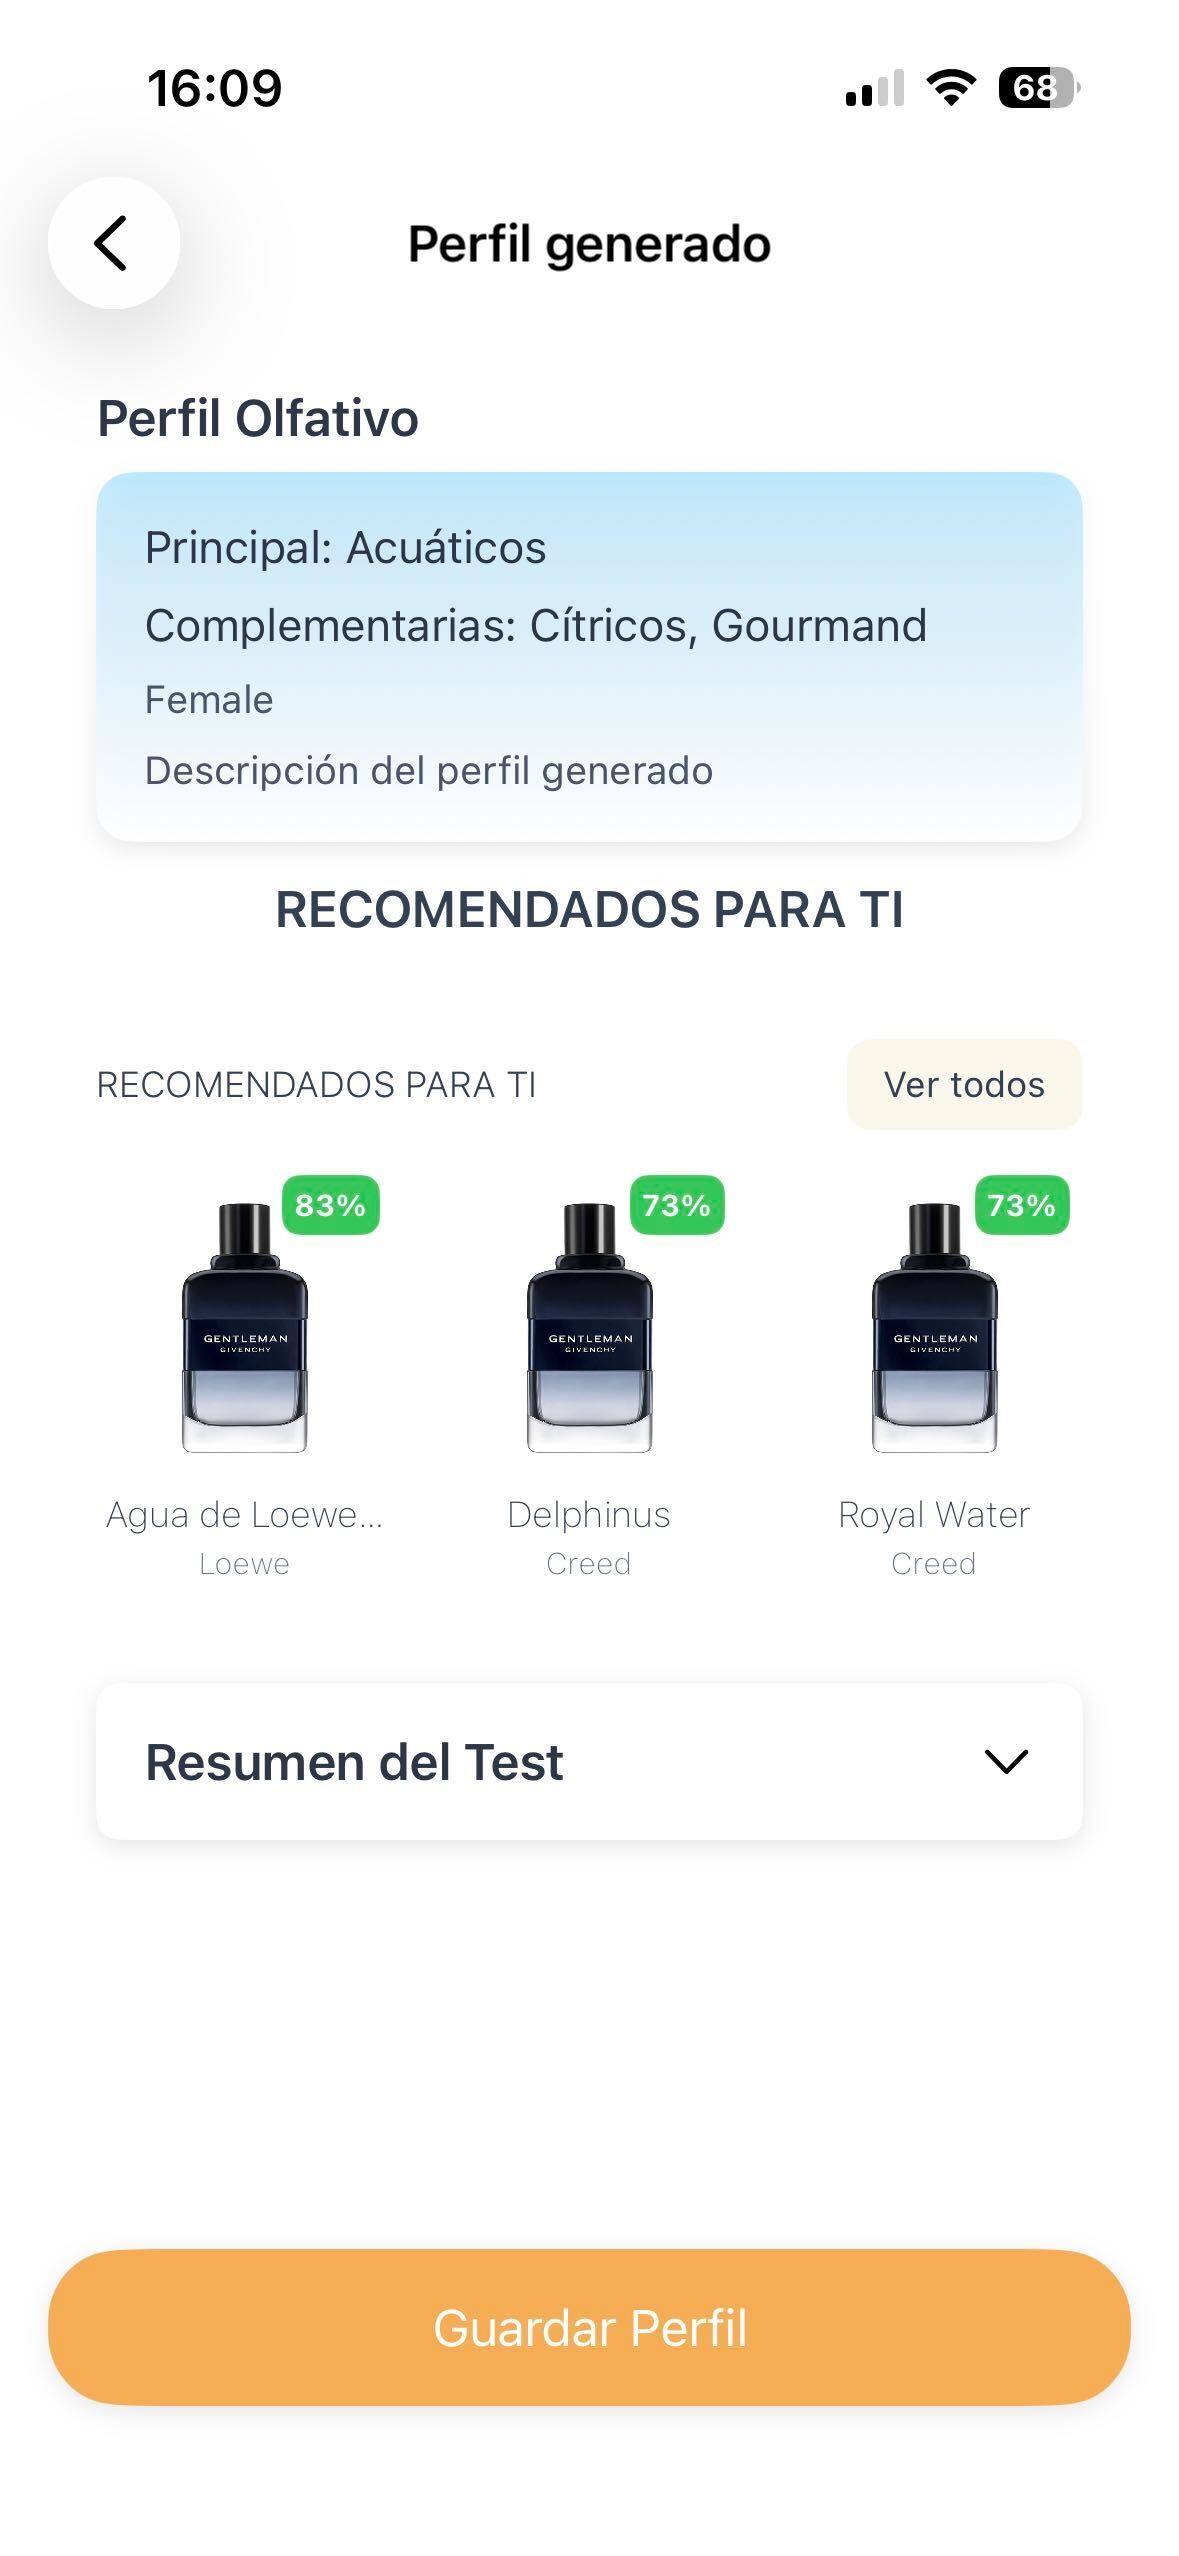 16:09
68
Perfil generado
Perfil Olfativo
Principal: Acuáticos
Complementarias: Cítricos, Gourmand
Female
Descripción del perfil generado
RECOMENDADOS PARA TI
RECOMENDADOS PARA TI
Ver todos
83%
73%
73%
GENTLEMAN
GIVENCHY
GENTLEMAN
GIVENCHY
GENTLEMAN
GIVENCHY
Agua de Loewe...
Loewe
Delphinus
Creed
Royal Water
Creed
Resumen del Test
Guardar Perfil